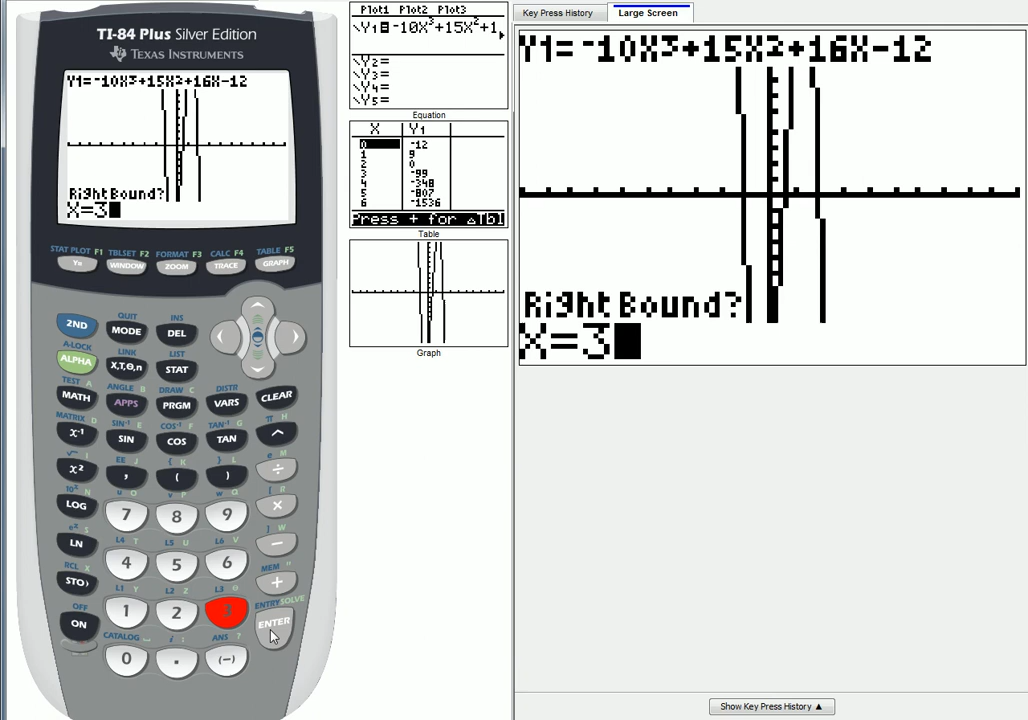 TI-84 Plus Silver Edition
TEXAS INSTRUMENTS
Y1=-10X³+15X²+16X-12
Right Bound?
X=3
STAT PLOT F1 TBLSET F2 FORMAT F3 CALC F4 TABLE F5
Y= WINDOW ZOOM TRACE GRAPH
QUIT INS
2ND MODE DEL
A-LOCK LINK LIST
ALPHA X,T,Θ,n STAT
TEST A ANGLE B DRAW C DISTR
MATH APPS PRGM VARS CLEAR
MATRIX D SIN⁻¹ E COS⁻¹ F TAN⁻¹ G π H
x⁻¹ SIN COS TAN ^
√ I EE J { K } L e M
x² , ( ) ÷
10ˣ N u O v P w Q [ R
LOG 7 8 9 ×
eˣ S L4 T L5 U L6 V ] W
LN 4 5 6 −
RCL X L1 Y L2 Z L3 θ MEM "
STO› 1 2 3 +
OFF ENTRY SOLVE
ON ENTER
CATALOG ⎵ i : ANS ?
0 . (−)
Plot1 Plot2 Plot3
\Y1=-10X³+15X²+1
\Y2=
\Y3=
\Y4=
\Y5=
Equation
X Y1
0 -12
1 9
2 0
3 -99
4 -348
5 -807
6 -1536
Press + for △Tbl
Table
Graph
Key Press History Large Screen
Y1=-10X³+15X²+16X-12
Right Bound?
X=3
Show Key Press History ▲